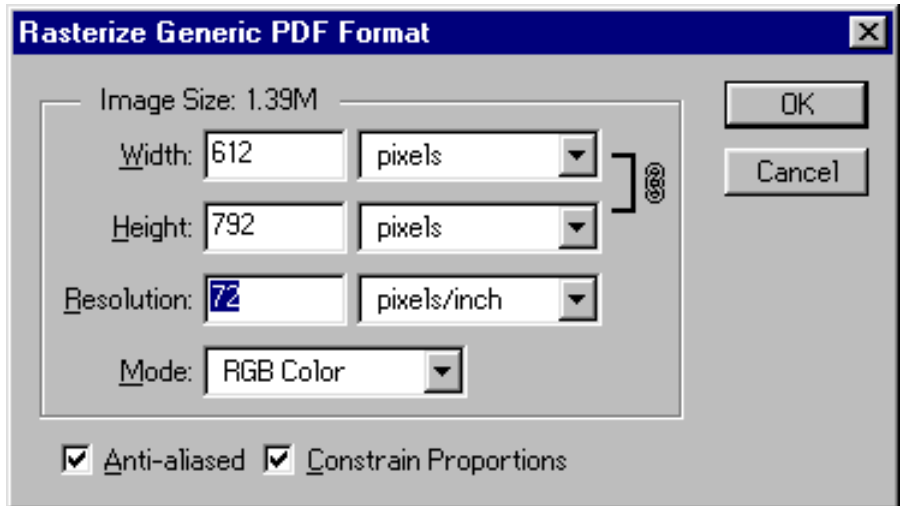 Rasterize Generic PDF Format
Image Size: 1.39M
OK
Width: 612 pixels
Cancel
Height: 792 pixels
Resolution: 72 pixels/inch
Mode: RGB Color
Anti-aliased Constrain Proportions